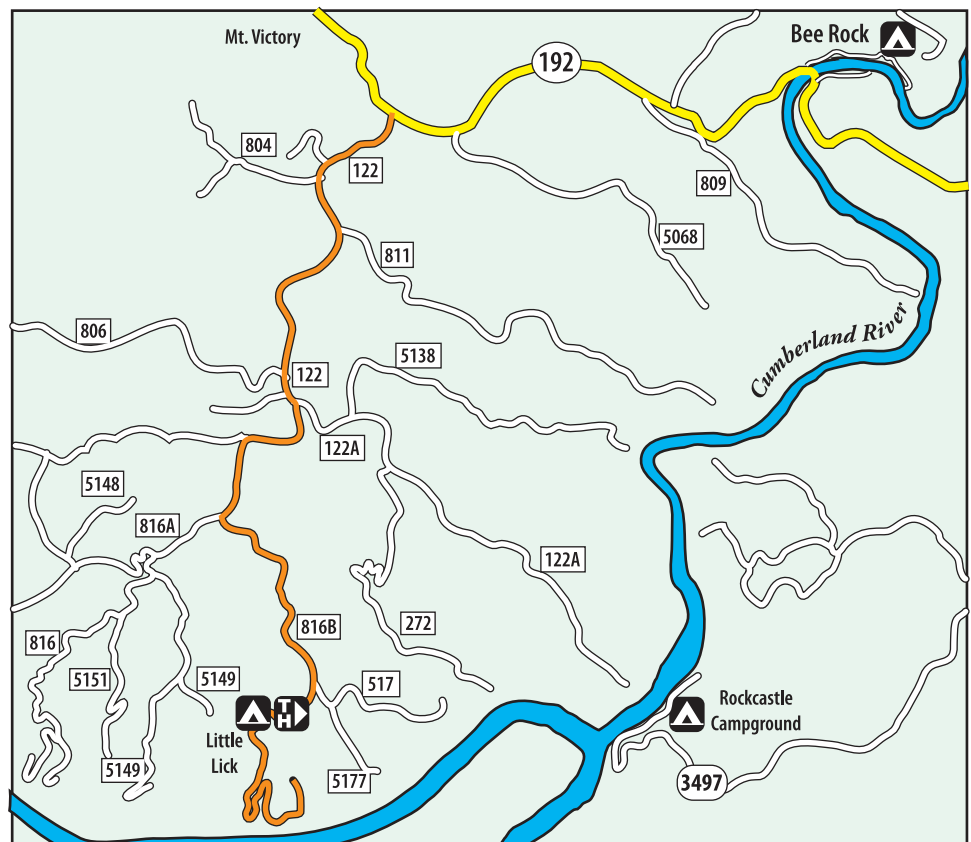 Mt. Victory
192
Bee Rock
804
122
809
5068
811
806
Cumberland River
122
5138
122A
5148
816A
122A
816B
272
816
5151
5149
517
TH
Little
Lick
Rockcastle
Campground
5149
5177
3497